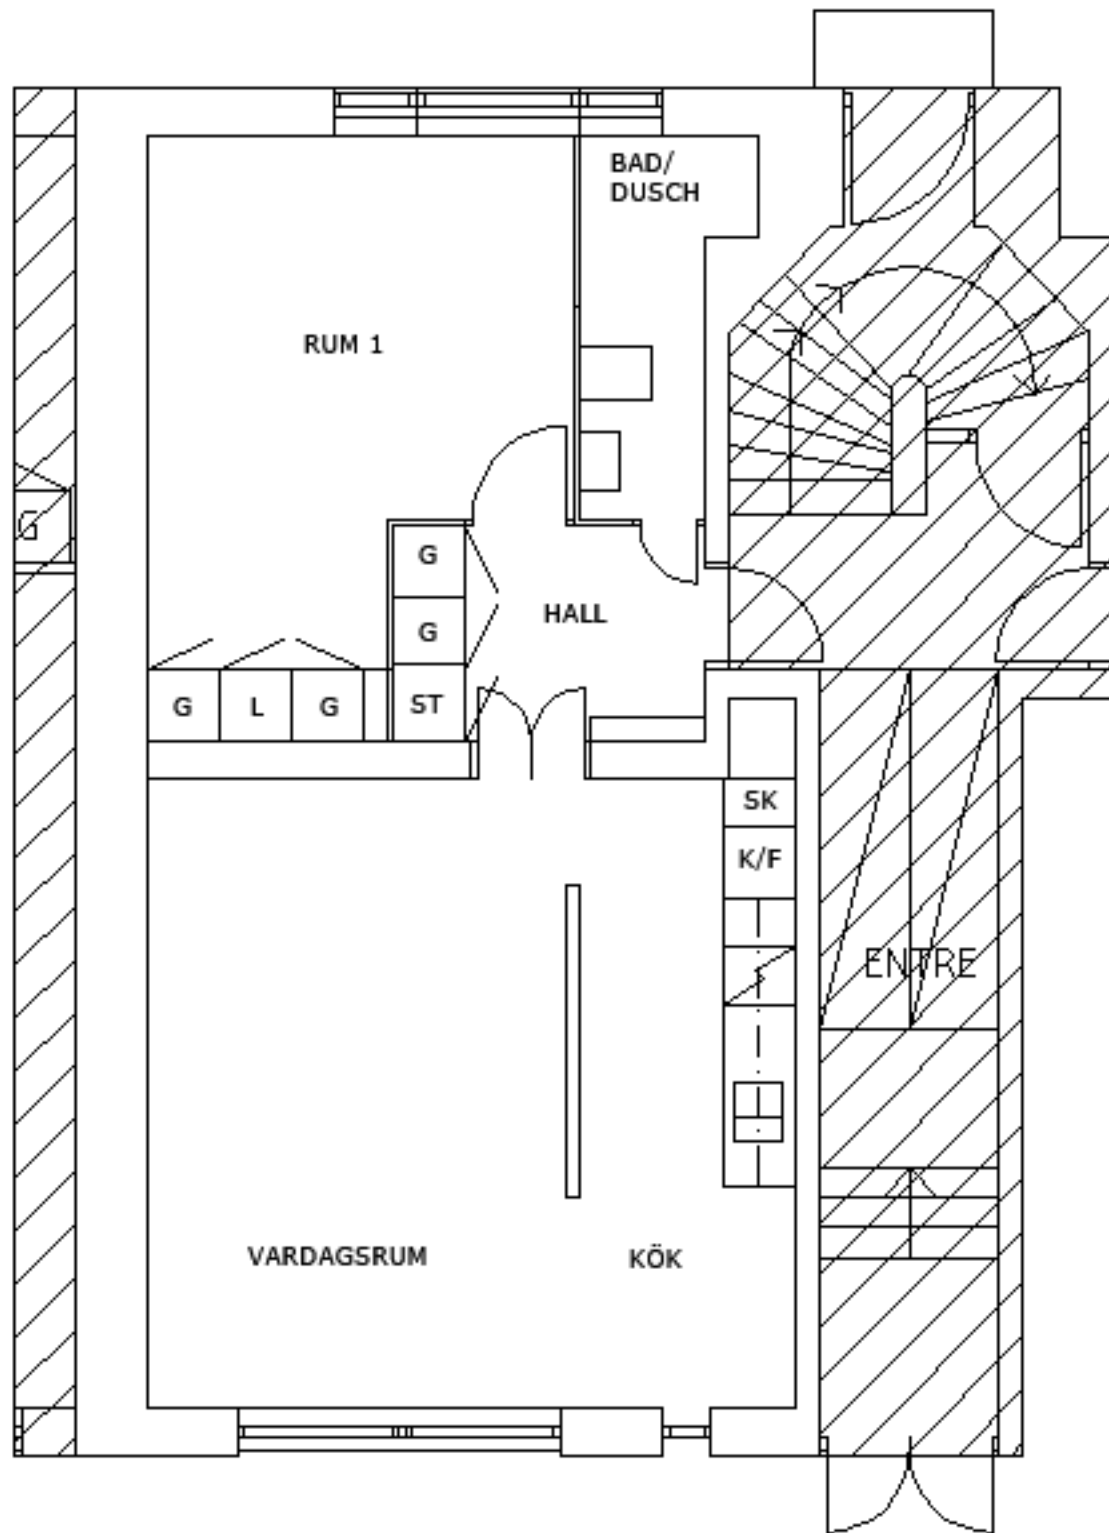 BAD/
DUSCH
RUM 1
G
G
HALL
G
G
L
G
ST
SK
K/F
ENTRE
VARDAGSRUM
KÖK